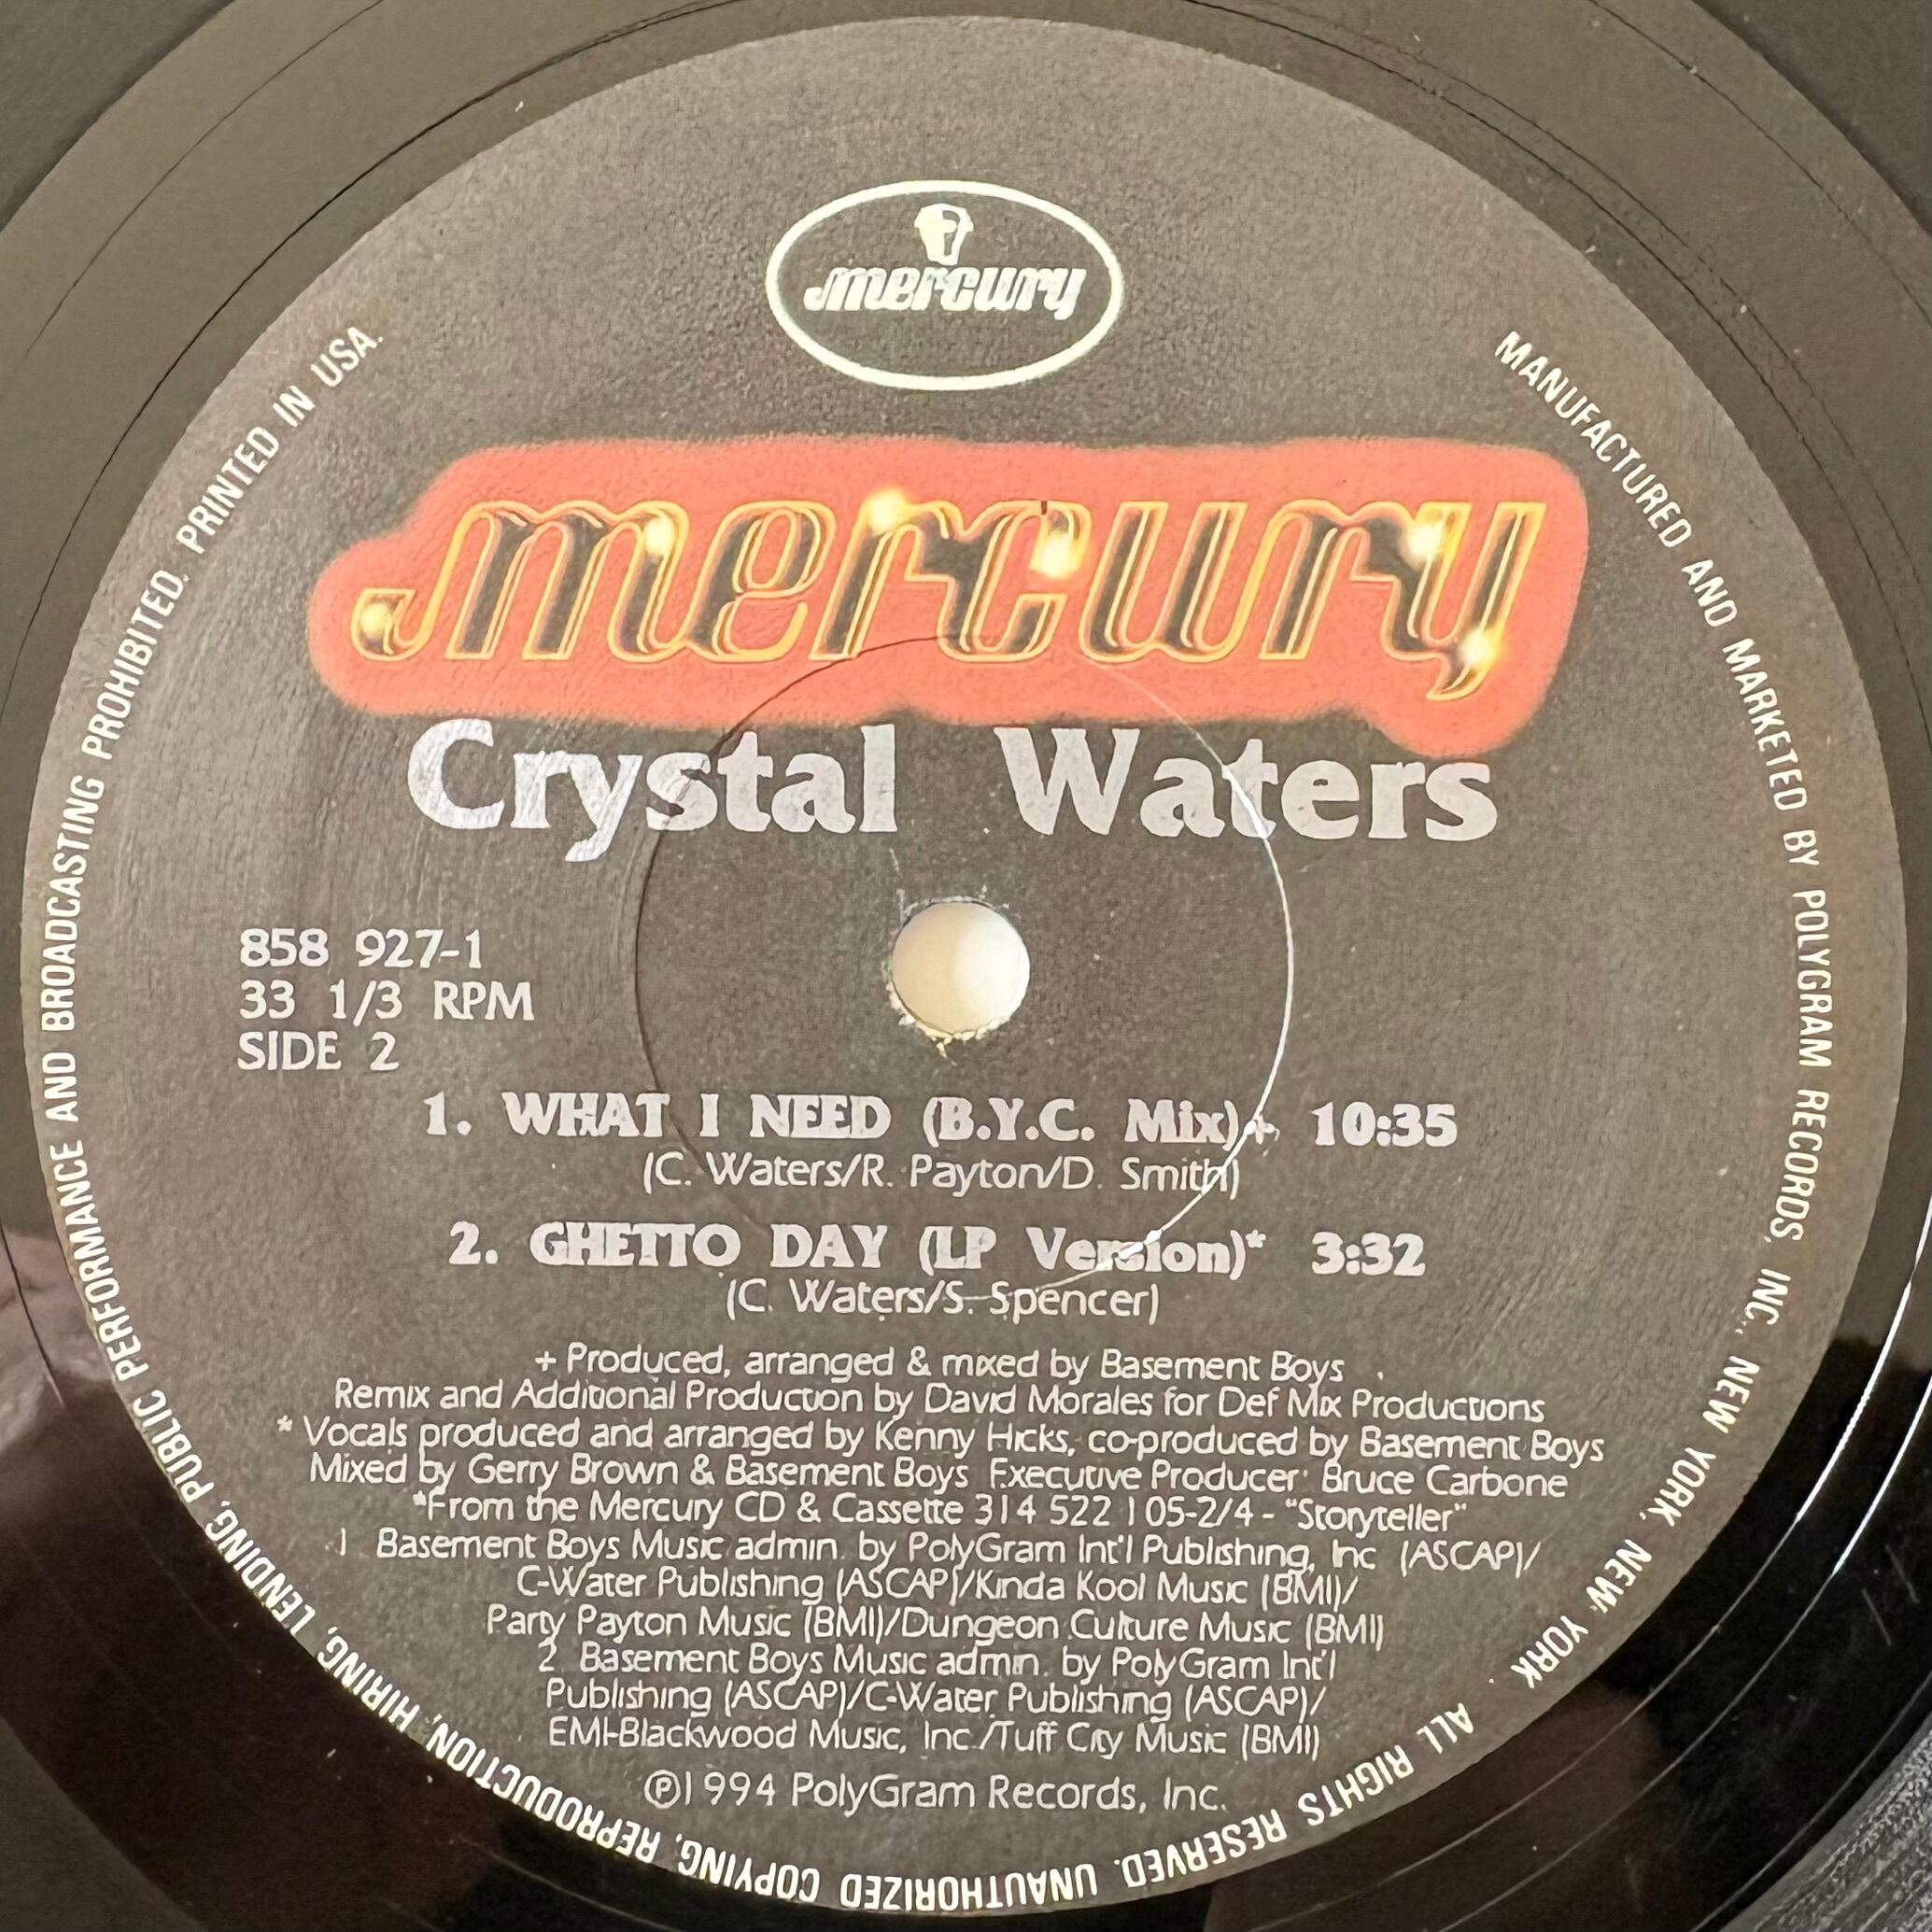 mercury
mercury
Crystal Waters
858 927-1
33 1/3 RPM
SIDE 2
1. WHAT I NEED (B.Y.C. Mix)+ 10:35
(C. Waters/R. Payton/D. Smith)
2. GHETTO DAY (LP Version)* 3:32
(C. Waters/S. Spencer)
+ Produced, arranged & mixed by Basement Boys
Remix and Additional Production by David Morales for Def Mix Productions
* Vocals produced and arranged by Kenny Hicks, co-produced by Basement Boys
Mixed by Gerry Brown & Basement Boys Executive Producer: Bruce Carbone
*From the Mercury CD & Cassette 314 522 105-2/4 - "Storyteller"
1 Basement Boys Music admin. by PolyGram Int'l Publishing, Inc (ASCAP)/
C-Water Publishing (ASCAP)/Kinda Kool Music (BMI)/
Party Payton Music (BMI)/Dungeon Culture Music (BMI)
2 Basement Boys Music admin. by PolyGram Int'l
Publishing (ASCAP)/C-Water Publishing (ASCAP)/
EMI-Blackwood Music, Inc./Tuff City Music (BMI)
℗1994 PolyGram Records, Inc.
MANUFACTURED AND MARKETED BY POLYGRAM RECORDS, INC., NEW YORK, NEW YORK. ALL RIGHTS RESERVED. UNAUTHORIZED COPYING, REPRODUCTION, HIRING, LENDING, PUBLIC PERFORMANCE AND BROADCASTING PROHIBITED. PRINTED IN USA.